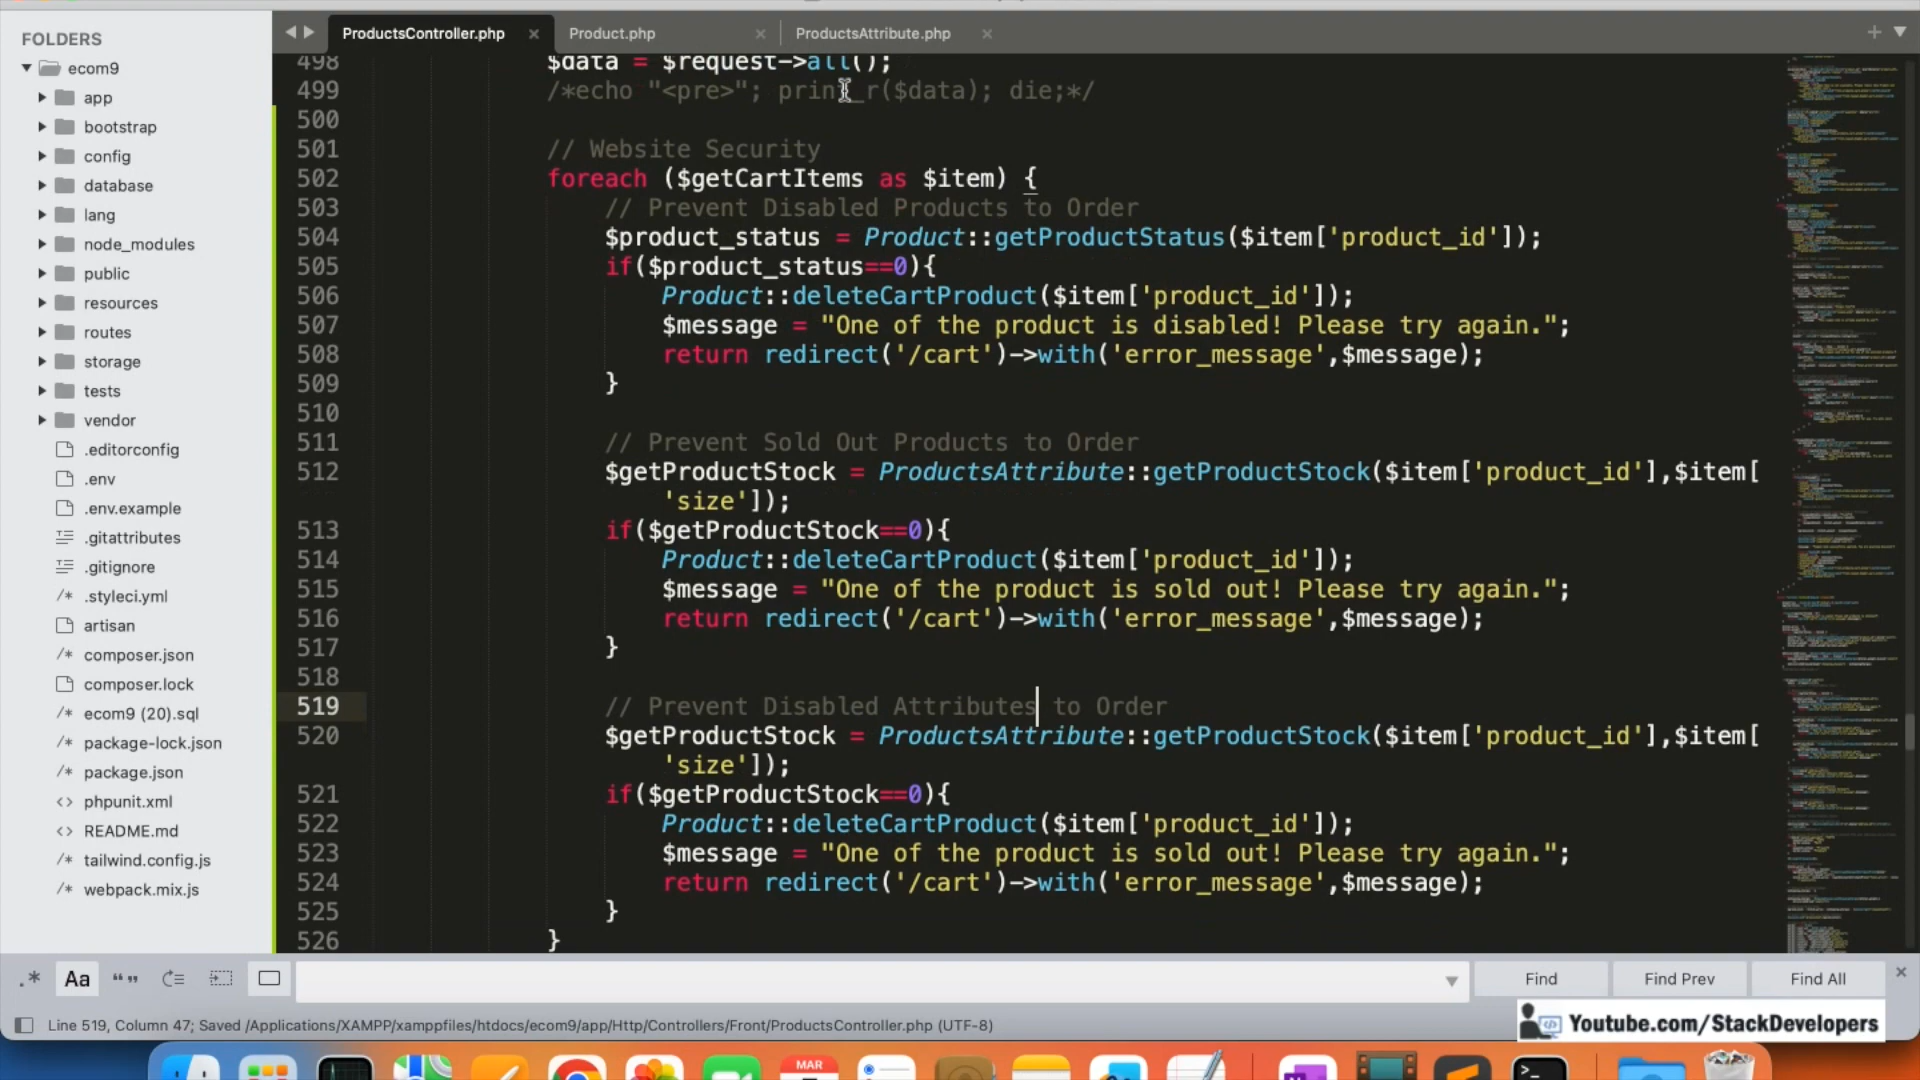 FOLDERS
ecom9
app
bootstrap
config
database
lang
node_modules
public
resources
routes
storage
tests
vendor
.editorconfig
.env
.env.example
.gitattributes
.gitignore
/* .styleci.yml
artisan
/* composer.json
composer.lock
/* ecom9 (20).sql
/* package-lock.json
/* package.json
<> phpunit.xml
<> README.md
/* tailwind.config.js
/* webpack.mix.js
ProductsController.php × Product.php × ProductsAttribute.php ×
498 $data = $request->all();
499 /*echo "<pre>"; print_r($data); die;*/
500
501 // Website Security
502 foreach ($getCartItems as $item) {
503 // Prevent Disabled Products to Order
504 $product_status = Product::getProductStatus($item['product_id']);
505 if($product_status==0){
506 Product::deleteCartProduct($item['product_id']);
507 $message = "One of the product is disabled! Please try again.";
508 return redirect('/cart')->with('error_message',$message);
509 }
510
511 // Prevent Sold Out Products to Order
512 $getProductStock = ProductsAttribute::getProductStock($item['product_id'],$item[
'size']);
513 if($getProductStock==0){
514 Product::deleteCartProduct($item['product_id']);
515 $message = "One of the product is sold out! Please try again.";
516 return redirect('/cart')->with('error_message',$message);
517 }
518
519 // Prevent Disabled Attributes to Order
520 $getProductStock = ProductsAttribute::getProductStock($item['product_id'],$item[
'size']);
521 if($getProductStock==0){
522 Product::deleteCartProduct($item['product_id']);
523 $message = "One of the product is sold out! Please try again.";
524 return redirect('/cart')->with('error_message',$message);
525 }
526 }
.* Aa “” Find Find Prev Find All ×
Line 519, Column 47; Saved /Applications/XAMPP/xamppfiles/htdocs/ecom9/app/Http/Controllers/Front/ProductsController.php (UTF-8)
Youtube.com/StackDevelopers
MAR